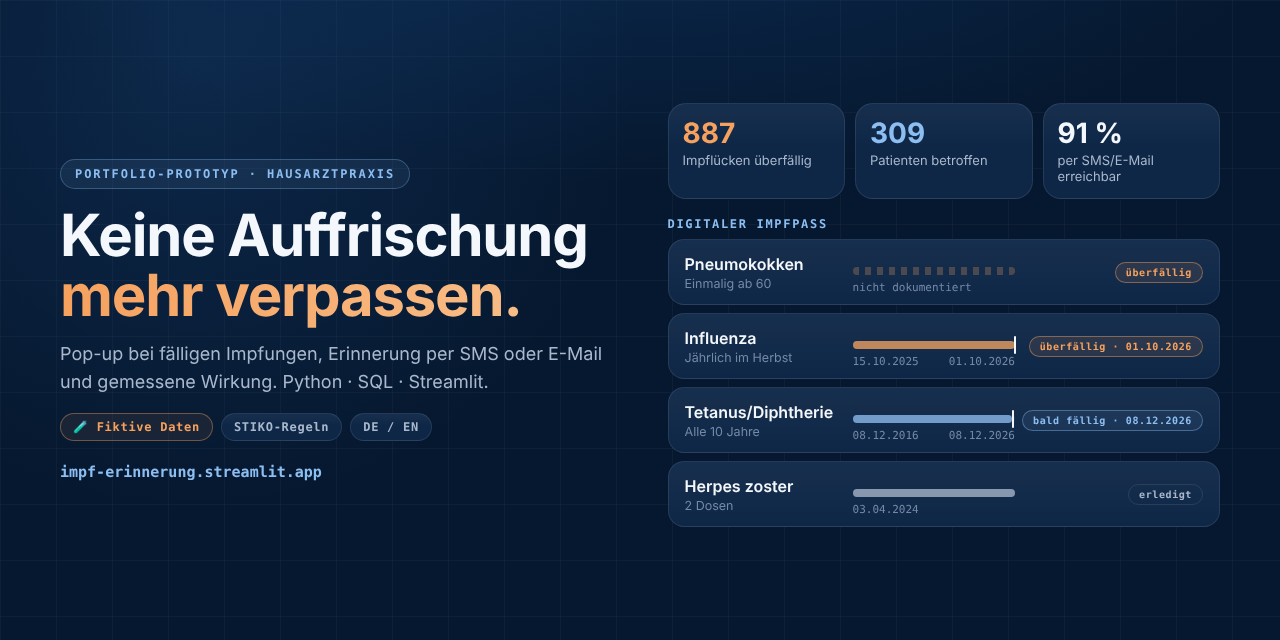 PORTFOLIO-PROTOTYP · HAUSARZTPRAXIS
Keine Auffrischung
mehr verpassen.
Pop-up bei fälligen Impfungen, Erinnerung per SMS oder E-Mail
und gemessene Wirkung. Python · SQL · Streamlit.
🧪 Fiktive Daten
STIKO-Regeln
DE / EN
impf-erinnerung.streamlit.app
887
Impflücken überfällig
309
Patienten betroffen
91 %
per SMS/E-Mail
erreichbar
DIGITALER IMPFPASS
Pneumokokken
Einmalig ab 60
nicht dokumentiert
überfällig
Influenza
Jährlich im Herbst
15.10.2025 01.10.2026
überfällig · 01.10.2026
Tetanus/Diphtherie
Alle 10 Jahre
08.12.2016 08.12.2026
bald fällig · 08.12.2026
Herpes zoster
2 Dosen
03.04.2024
erledigt